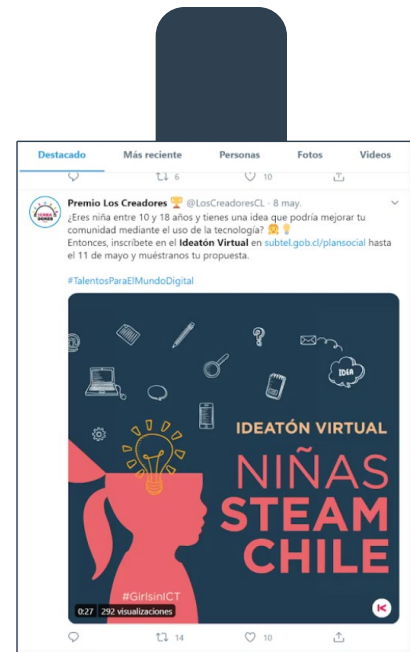 Destacado Más reciente Personas Fotos Videos
6 10
Premio Los Creadores 🏆 @LosCreadoresCL · 8 may.
¿Eres niña entre 10 y 18 años y tienes una idea que podría mejorar tu
comunidad mediante el uso de la tecnología? 👧💡
Entonces, inscríbete en el Ideatón Virtual en subtel.gob.cl/plansocial hasta
el 11 de mayo y muéstranos tu propuesta.
#TalentosParaElMundoDigital
IDEA
IDEATÓN VIRTUAL
NIÑAS
STEAM
CHILE
#GirlsinICT
0:27 292 visualizaciones
14 10